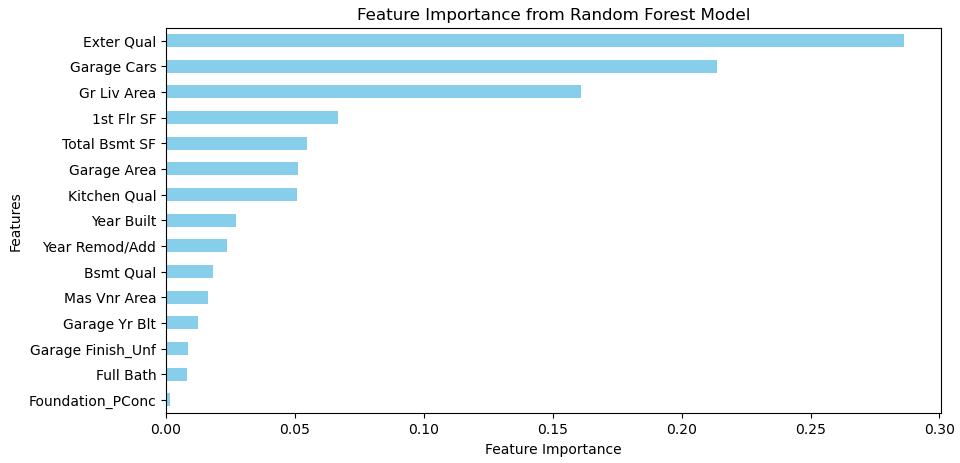 Feature Importance from Random Forest Model
Features
Exter Qual
Garage Cars
Gr Liv Area
1st Flr SF
Total Bsmt SF
Garage Area
Kitchen Qual
Year Built
Year Remod/Add
Bsmt Qual
Mas Vnr Area
Garage Yr Blt
Garage Finish_Unf
Full Bath
Foundation_PConc
0.00 0.05 0.10 0.15 0.20 0.25 0.30
Feature Importance